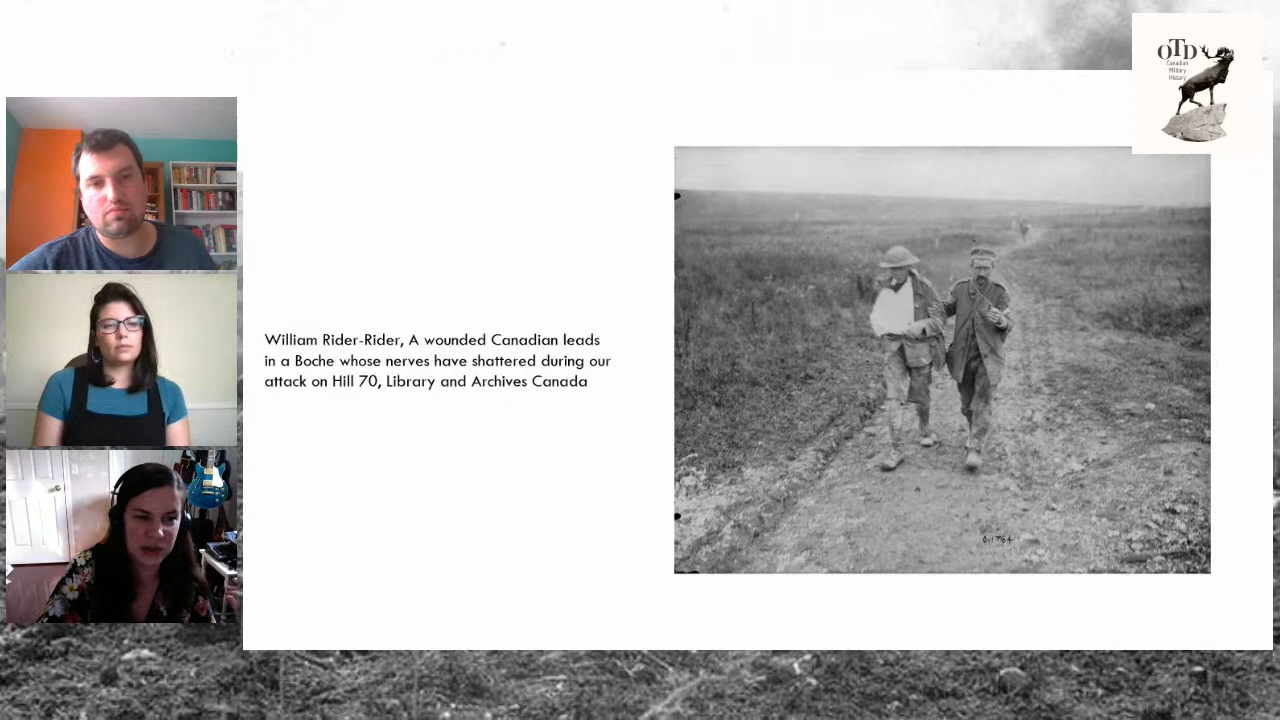 OTD
Canadian
Military
History
William Rider-Rider, A wounded Canadian leads
in a Boche whose nerves have shattered during our
attack on Hill 70, Library and Archives Canada
O-1764